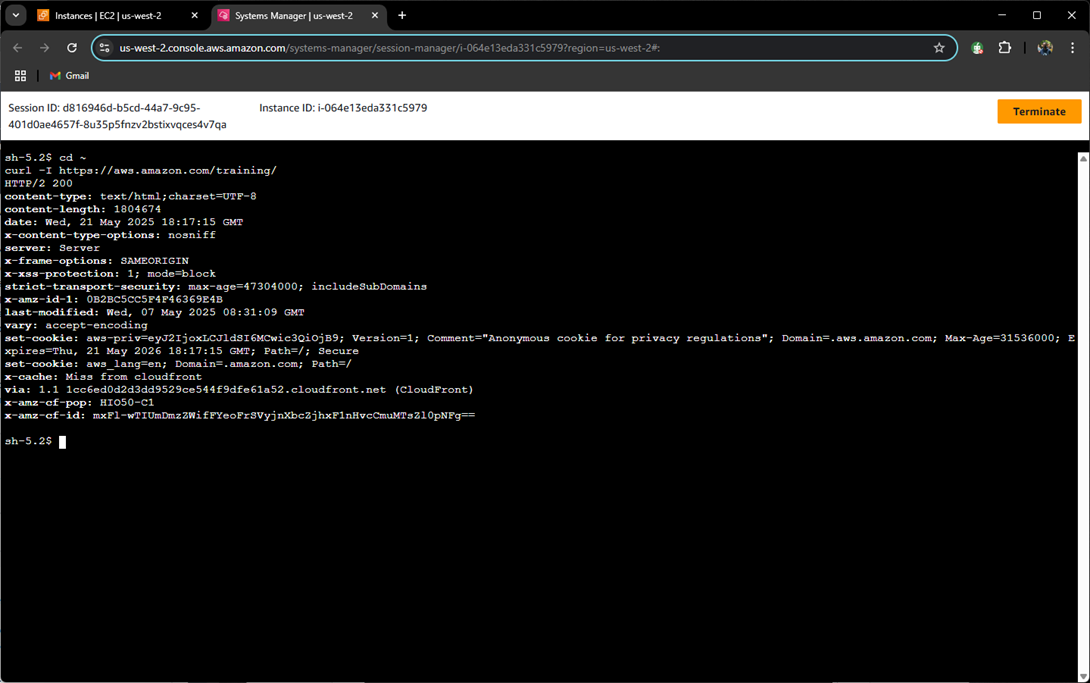 Instances | EC2 | us-west-2
Systems Manager | us-west-2
us-west-2.console.aws.amazon.com/systems-manager/session-manager/i-064e13eda331c5979?region=us-west-2#:
Gmail
Session ID: d816946d-b5cd-44a7-9c95-
401d0ae4657f-8u35p5fnzv2bstixvqces4v7qa
Instance ID: i-064e13eda331c5979
Terminate
sh-5.2$ cd ~
curl -I https://aws.amazon.com/training/
HTTP/2 200
content-type: text/html;charset=UTF-8
content-length: 1804674
date: Wed, 21 May 2025 18:17:15 GMT
x-content-type-options: nosniff
server: Server
x-frame-options: SAMEORIGIN
x-xss-protection: 1; mode=block
strict-transport-security: max-age=47304000; includeSubDomains
x-amz-id-1: 0B2BC5CC5F4F46369E4B
last-modified: Wed, 07 May 2025 08:31:09 GMT
vary: accept-encoding
set-cookie: aws-priv=eyJ2IjoxLCJldSI6MCwic3QiOjB9; Version=1; Comment="Anonymous cookie for privacy regulations"; Domain=.aws.amazon.com; Max-Age=31536000; E
xpires=Thu, 21 May 2026 18:17:15 GMT; Path=/; Secure
set-cookie: aws_lang=en; Domain=.amazon.com; Path=/
x-cache: Miss from cloudfront
via: 1.1 1cc6ed0d2d3dd9529ce544f9dfe61a52.cloudfront.net (CloudFront)
x-amz-cf-pop: HIO50-C1
x-amz-cf-id: mxFl-wTIUmDmzZWifFYeoFrSVyjnXbcZjhxF1nHvcCmuMTsZl0pNFg==
sh-5.2$